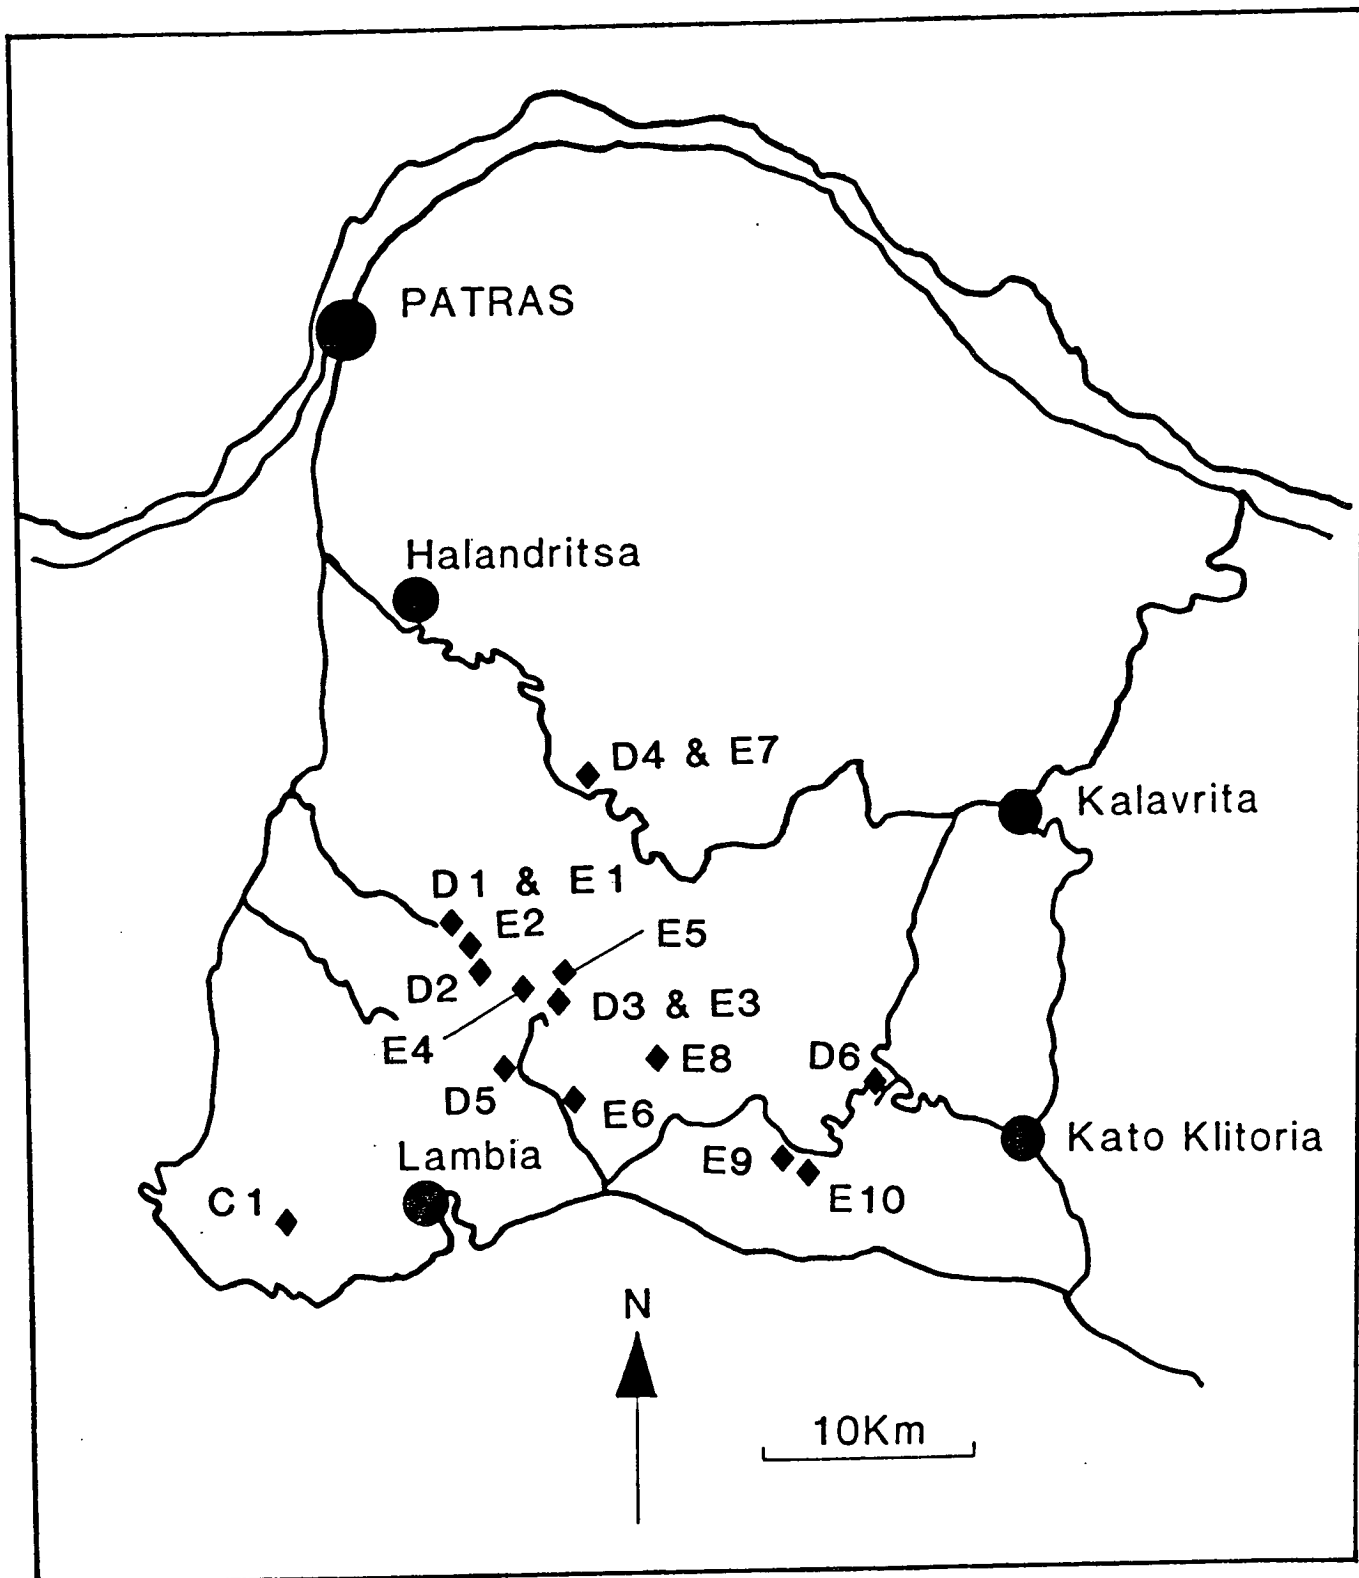 PATRAS
Halandritsa
D4 & E7
Kalavrita
D1 & E1
E2
E5
D2
D3 & E3
E4
E8
D6
D5
E6
Kato Klitoria
Lambia
E9
C1
E10
N
10Km